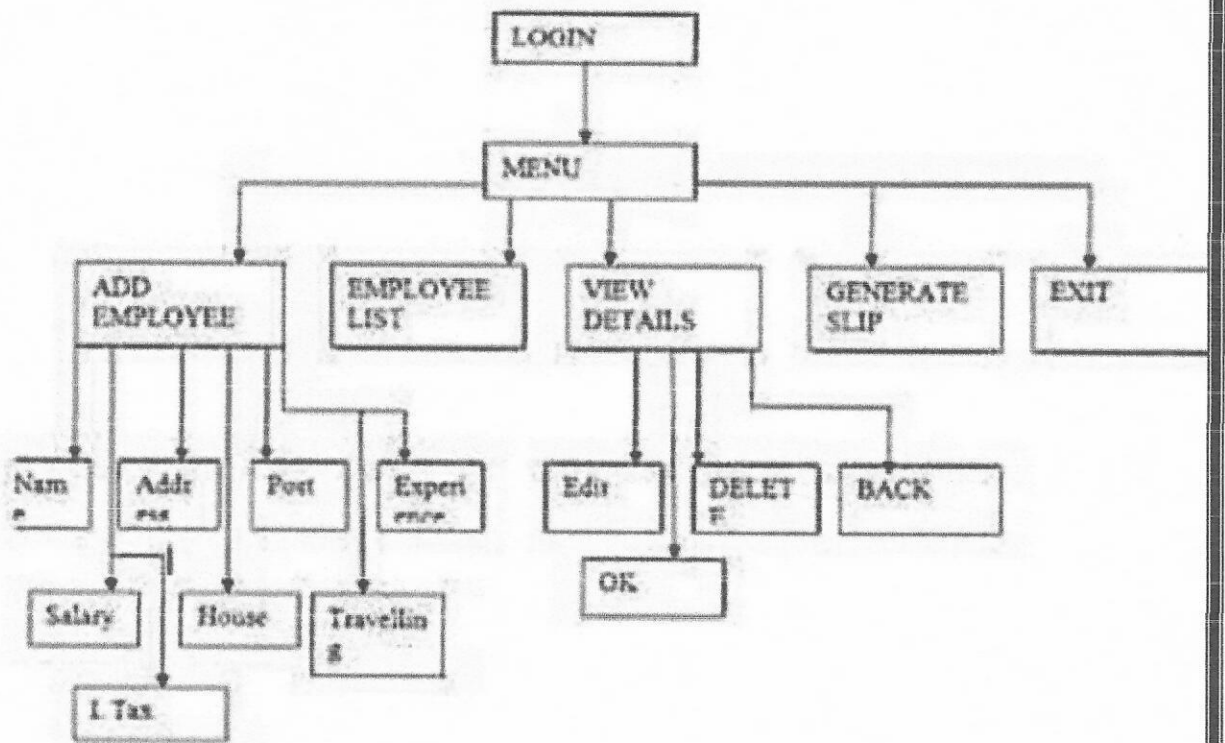 LOGIN
MENU
ADD
EMPLOYEE
EMPLOYEE
LIST
VIEW
DETAILS
GENERATE
SLIP
EXIT
Nam
e
Addr
ess
Post
Experi
ence
Edit
DELET
E
BACK
OK
Salary
House
Travellin
g
I. Tax